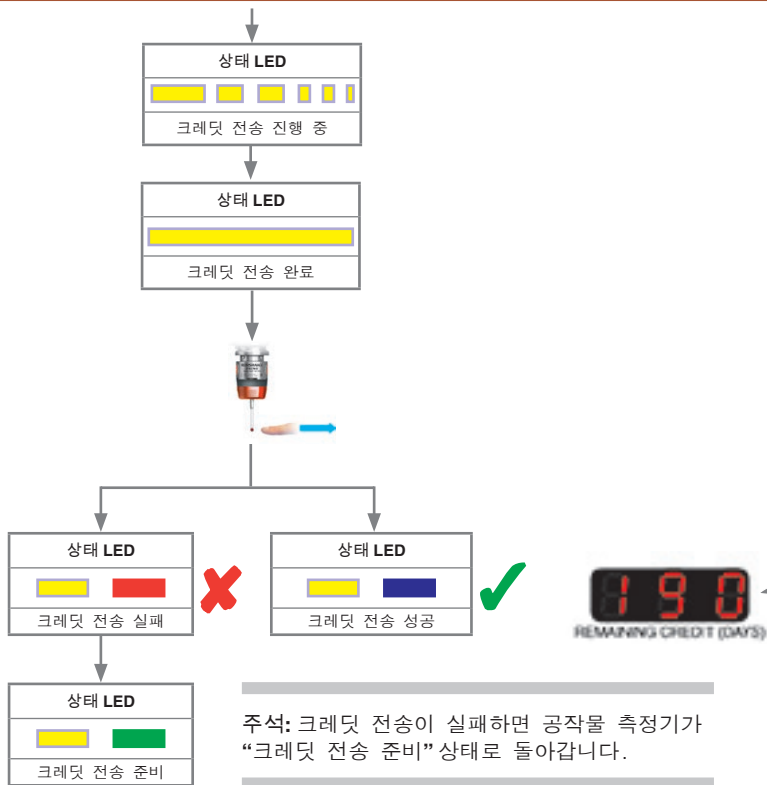 상태 LED
크레딧 전송 진행 중
상태 LED
크레딧 전송 완료
상태 LED
크레딧 전송 실패
상태 LED
크레딧 전송 성공
190
REMAINING CREDIT (DAYS)
상태 LED
크레딧 전송 준비
주석: 크레딧 전송이 실패하면 공작물 측정기가
“크레딧 전송 준비” 상태로 돌아갑니다.